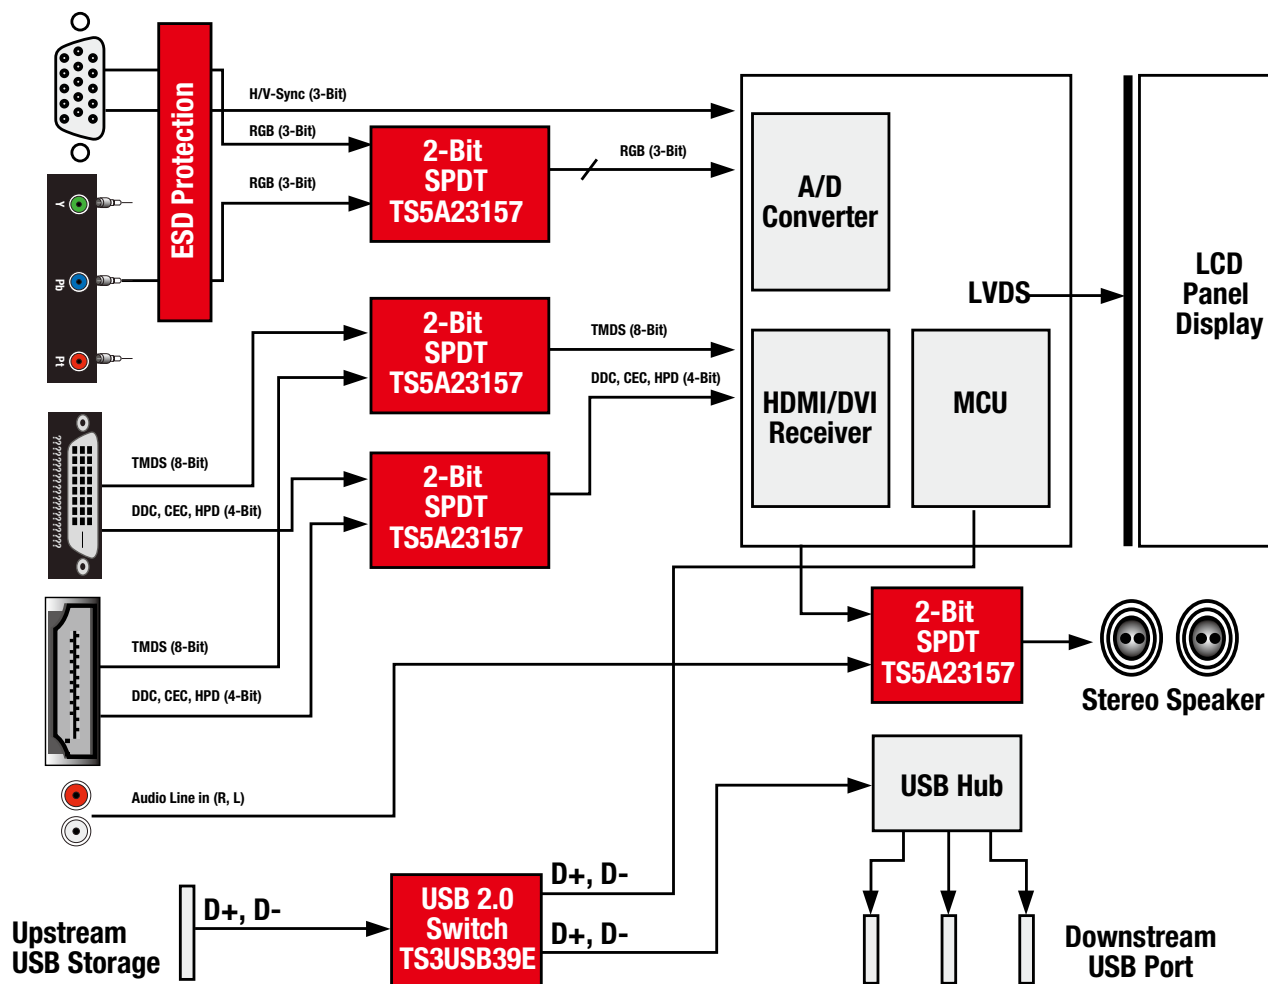 ESD Protection
H/V-Sync (3-Bit)
RGB (3-Bit)
RGB (3-Bit)
2-Bit
SPDT
TS5A23157
RGB (3-Bit)
A/D
Converter
LVDS
LCD
Panel
Display
Y
Pb
Pt
2-Bit
SPDT
TS5A23157
TMDS (8-Bit)
DDC, CEC, HPD (4-Bit)
HDMI/DVI
Receiver
MCU
TMDS (8-Bit)
DDC, CEC, HPD (4-Bit)
2-Bit
SPDT
TS5A23157
TMDS (8-Bit)
DDC, CEC, HPD (4-Bit)
2-Bit
SPDT
TS5A23157
Stereo Speaker
Audio Line in (R, L)
USB Hub
Upstream
USB Storage
D+, D-
USB 2.0
Switch
TS3USB39E
D+, D-
D+, D-
Downstream
USB Port